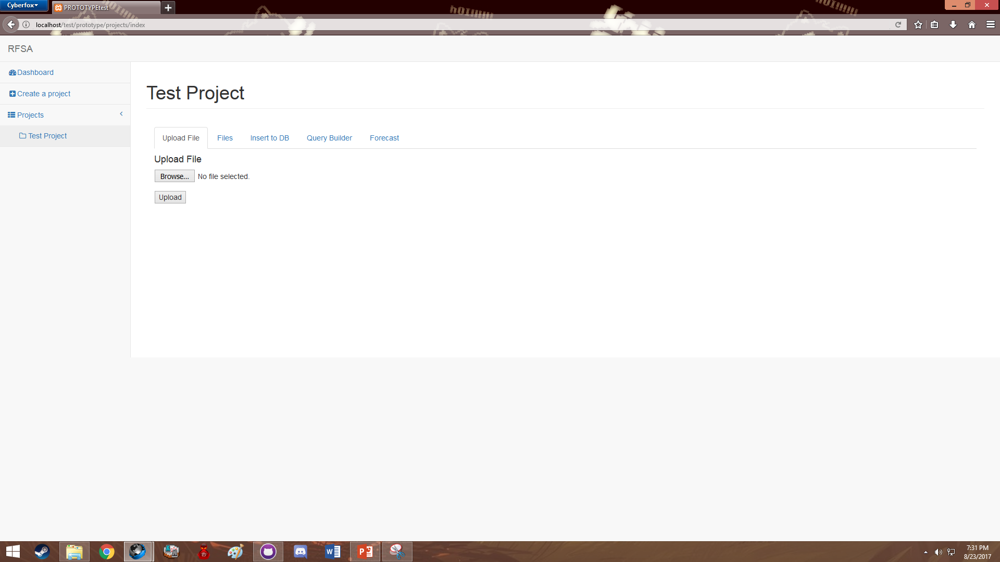 Cyberfox
PROTOTYPEtest
localhost/test/prototype/projects/index
RFSA
Dashboard
Create a project
Projects
Test Project
Test Project
Upload File Files Insert to DB Query Builder Forecast
Upload File
Browse... No file selected.
Upload
7:31 PM
8/23/2017